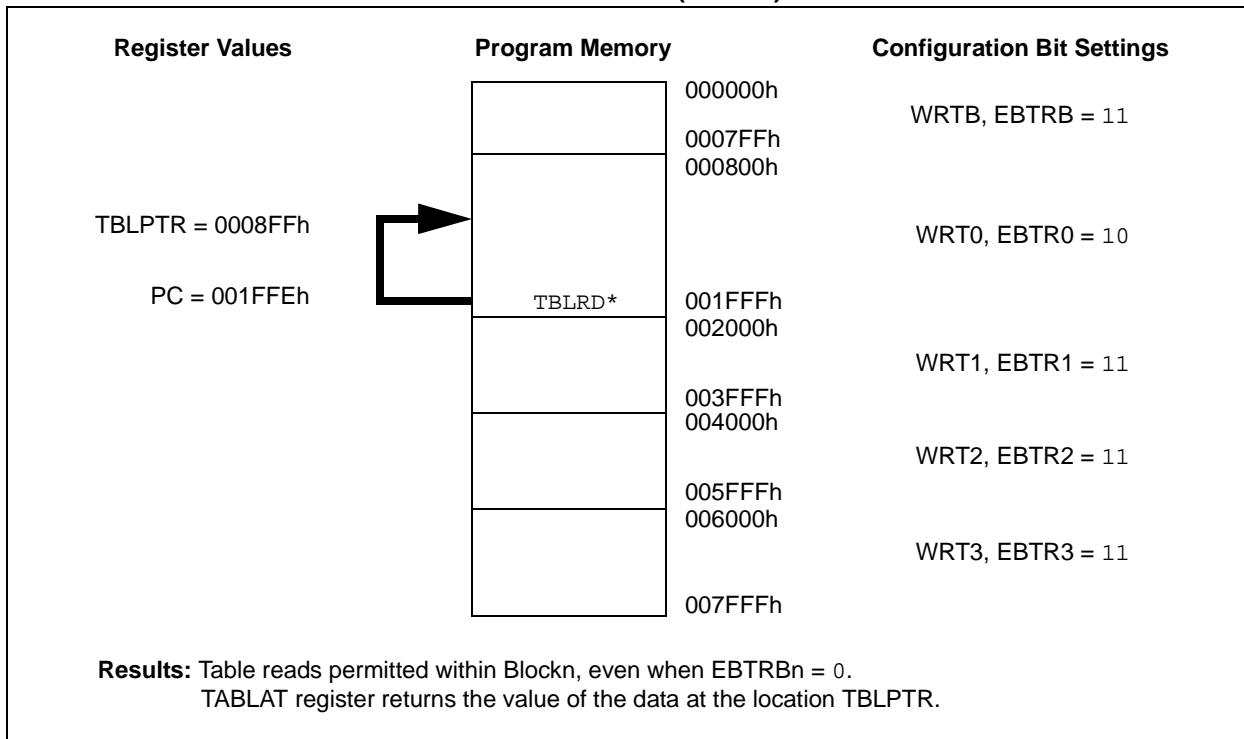 Register Values Program Memory Configuration Bit Settings
000000h
WRTB, EBTRB = 11
0007FFh
000800h
TBLPTR = 0008FFh
WRT0, EBTR0 = 10
PC = 001FFEh
TBLRD*
001FFFh
002000h
WRT1, EBTR1 = 11
003FFFh
004000h
WRT2, EBTR2 = 11
005FFFh
006000h
WRT3, EBTR3 = 11
007FFFh
Results: Table reads permitted within Blockn, even when EBTRBn = 0.
TABLAT register returns the value of the data at the location TBLPTR.